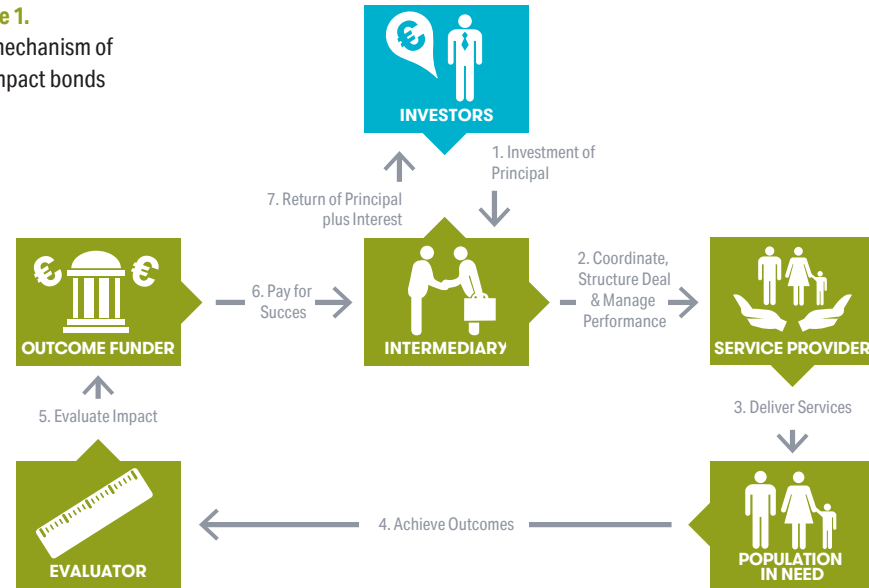 1.
of
bonds
€
INVESTORS
1. Investment of
Principal
7. Return of Principal
plus Interest
€ €
OUTCOME FUNDER
6. Pay for
Succes
INTERMEDIARY
2. Coordinate,
Structure Deal
& Manage
Performance
SERVICE PROVIDER
5. Evaluate Impact
3. Deliver Services
EVALUATOR
4. Achieve Outcomes
POPULATION
IN NEED